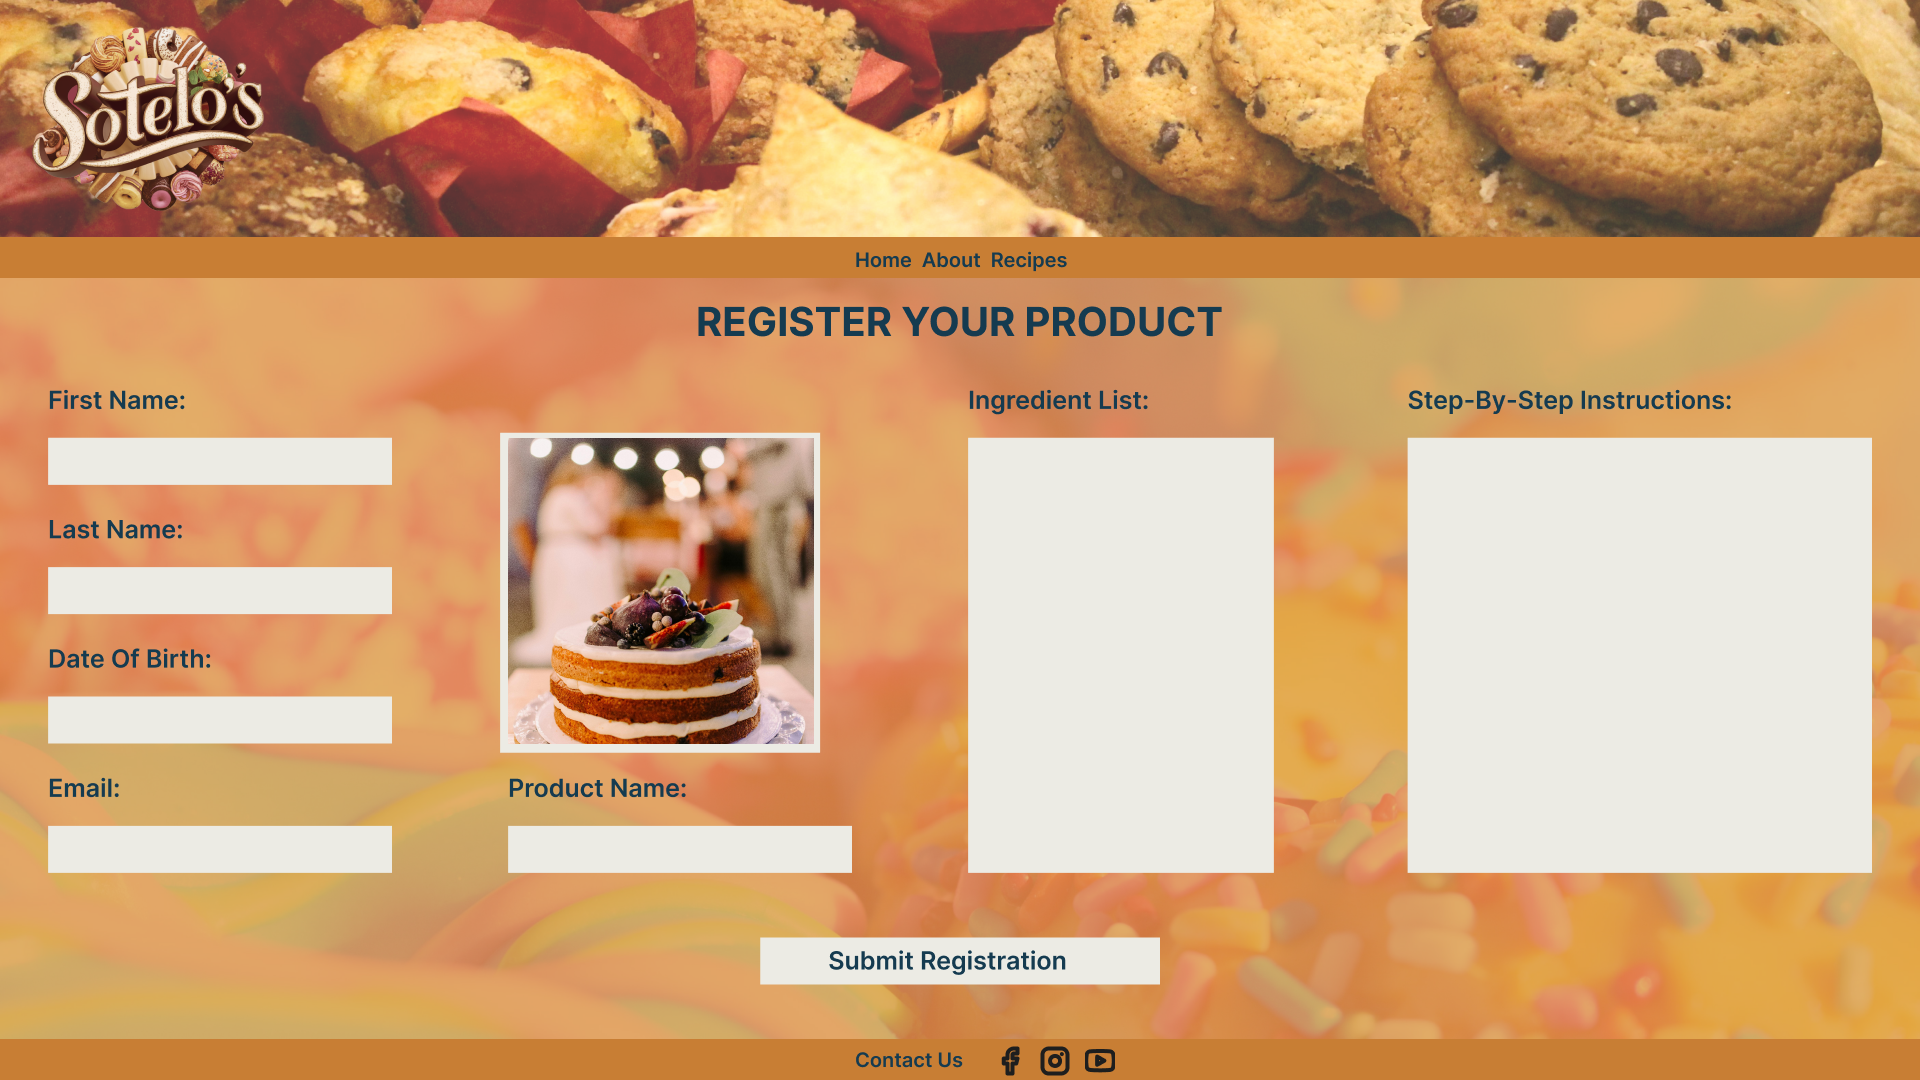 Sotelo's
Home About Recipes
REGISTER YOUR PRODUCT
First Name:
Last Name:
Date Of Birth:
Email:
Product Name:
Ingredient List:
Step-By-Step Instructions:
Submit Registration
Contact Us